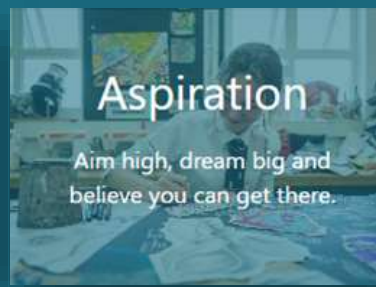 Aspiration
Aim high, dream big and
believe you can get there.